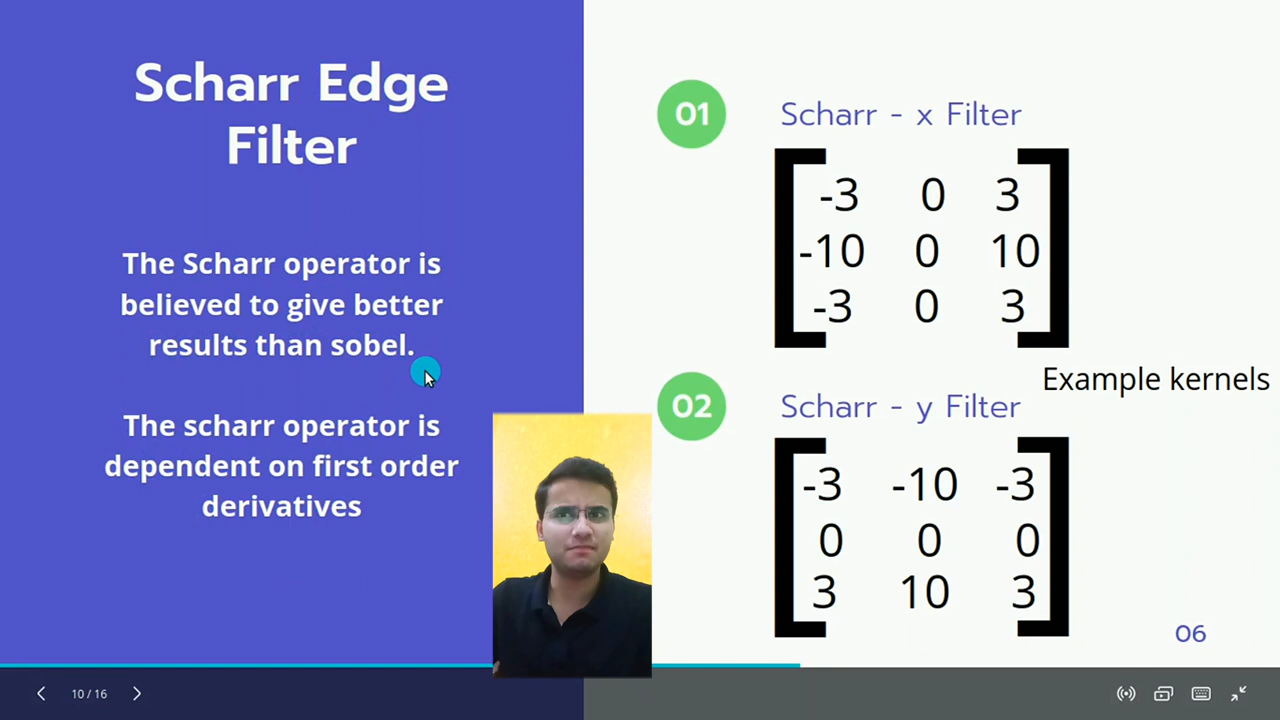 Scharr Edge
Filter
The Scharr operator is
believed to give better
results than sobel.
The scharr operator is
dependent on first order
derivatives
01
Scharr - x Filter
-3 0 3
-10 0 10
-3 0 3
Example kernels
02
Scharr - y Filter
-3 -10 -3
0 0 0
3 10 3
06
10 / 16